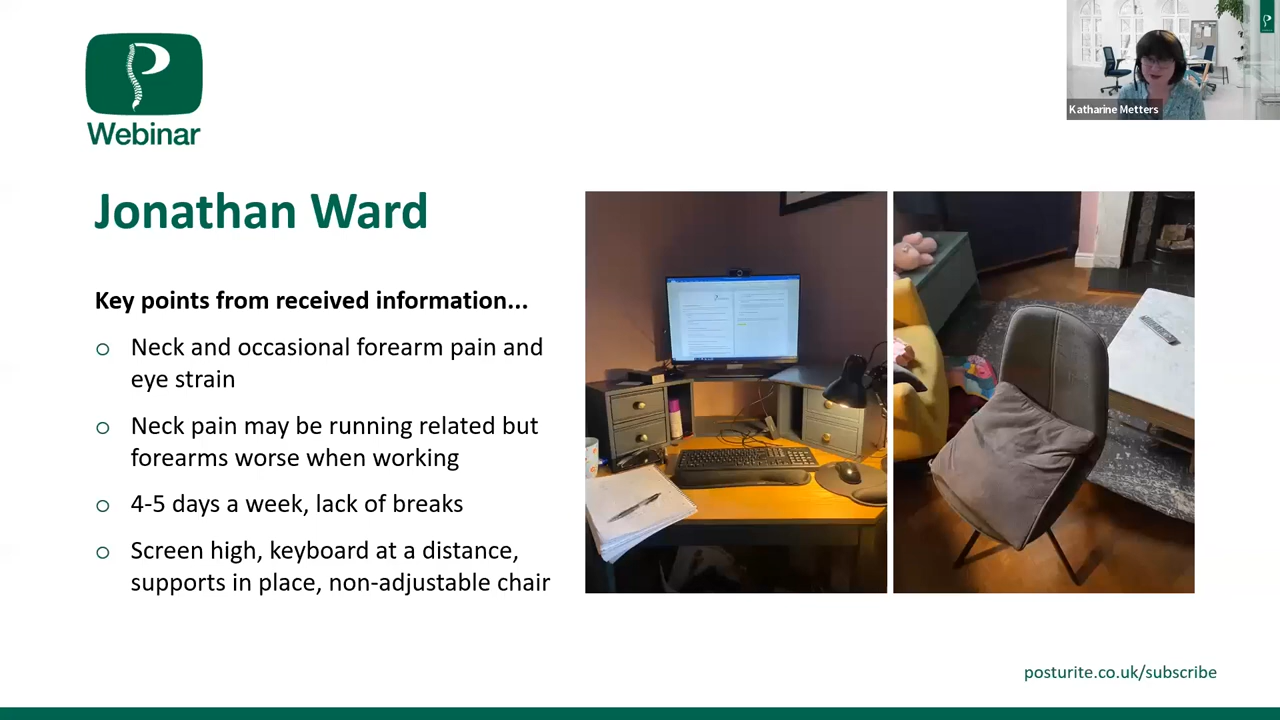 Webinar
Katharine Metters
Jonathan Ward
Key points from received information...
Neck and occasional forearm pain and
eye strain
Neck pain may be running related but
forearms worse when working
4-5 days a week, lack of breaks
Screen high, keyboard at a distance,
supports in place, non-adjustable chair
posturite.co.uk/subscribe